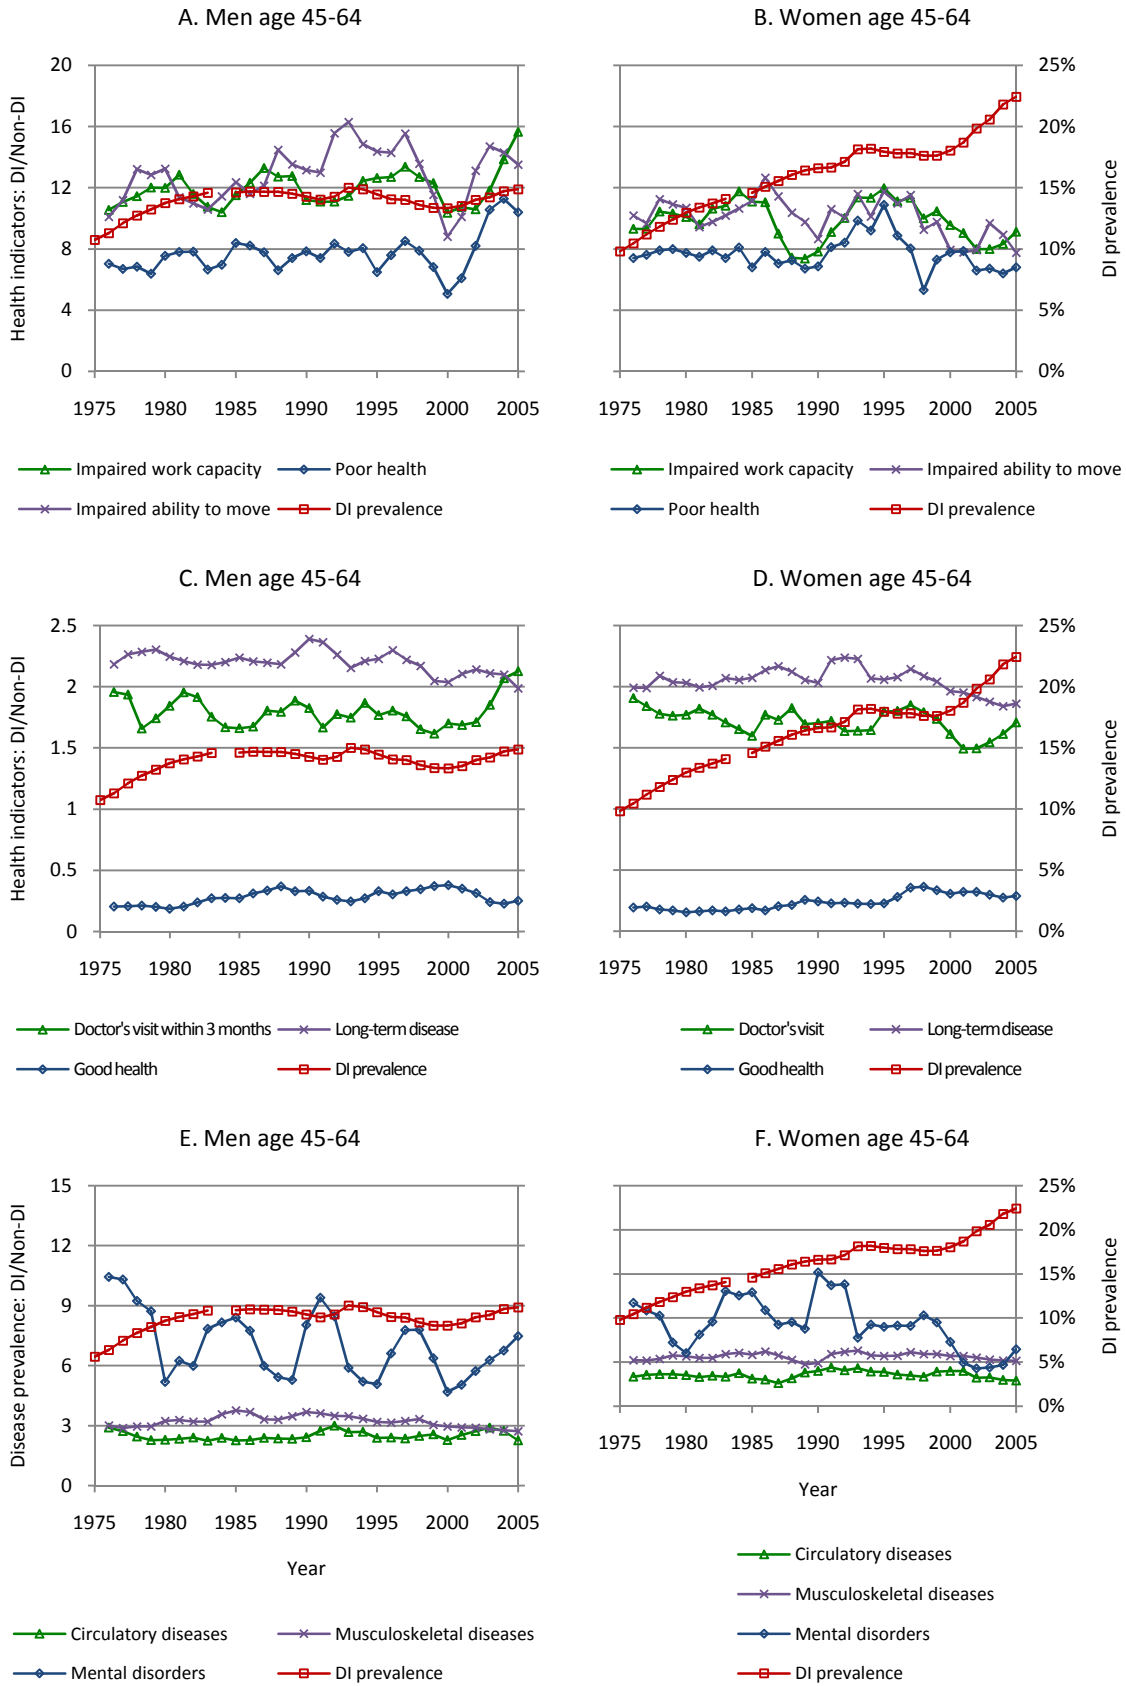 A. Men age 45-64
B. Women age 45-64
20
16
12
8
4
0
Health indicators: DI/Non-DI
25%
20%
15%
10%
5%
0%
DI prevalence
1975 1980 1985 1990 1995 2000 2005
1975 1980 1985 1990 1995 2000 2005
Impaired work capacity
Poor health
Impaired ability to move
DI prevalence
Impaired work capacity
Impaired ability to move
Poor health
DI prevalence
C. Men age 45-64
D. Women age 45-64
2.5
2
1.5
1
0.5
0
Health indicators: DI/Non-DI
25%
20%
15%
10%
5%
0%
DI prevalence
1975 1980 1985 1990 1995 2000 2005
1975 1980 1985 1990 1995 2000 2005
Doctor's visit within 3 months
Long-term disease
Good health
DI prevalence
Doctor's visit
Long-term disease
Good health
DI prevalence
E. Men age 45-64
F. Women age 45-64
15
12
9
6
3
0
Disease prevalence: DI/Non-DI
25%
20%
15%
10%
5%
0%
DI prevalence
1975 1980 1985 1990 1995 2000 2005
Year
1975 1980 1985 1990 1995 2000 2005
Year
Circulatory diseases
Musculoskeletal diseases
Mental disorders
DI prevalence
Circulatory diseases
Musculoskeletal diseases
Mental disorders
DI prevalence